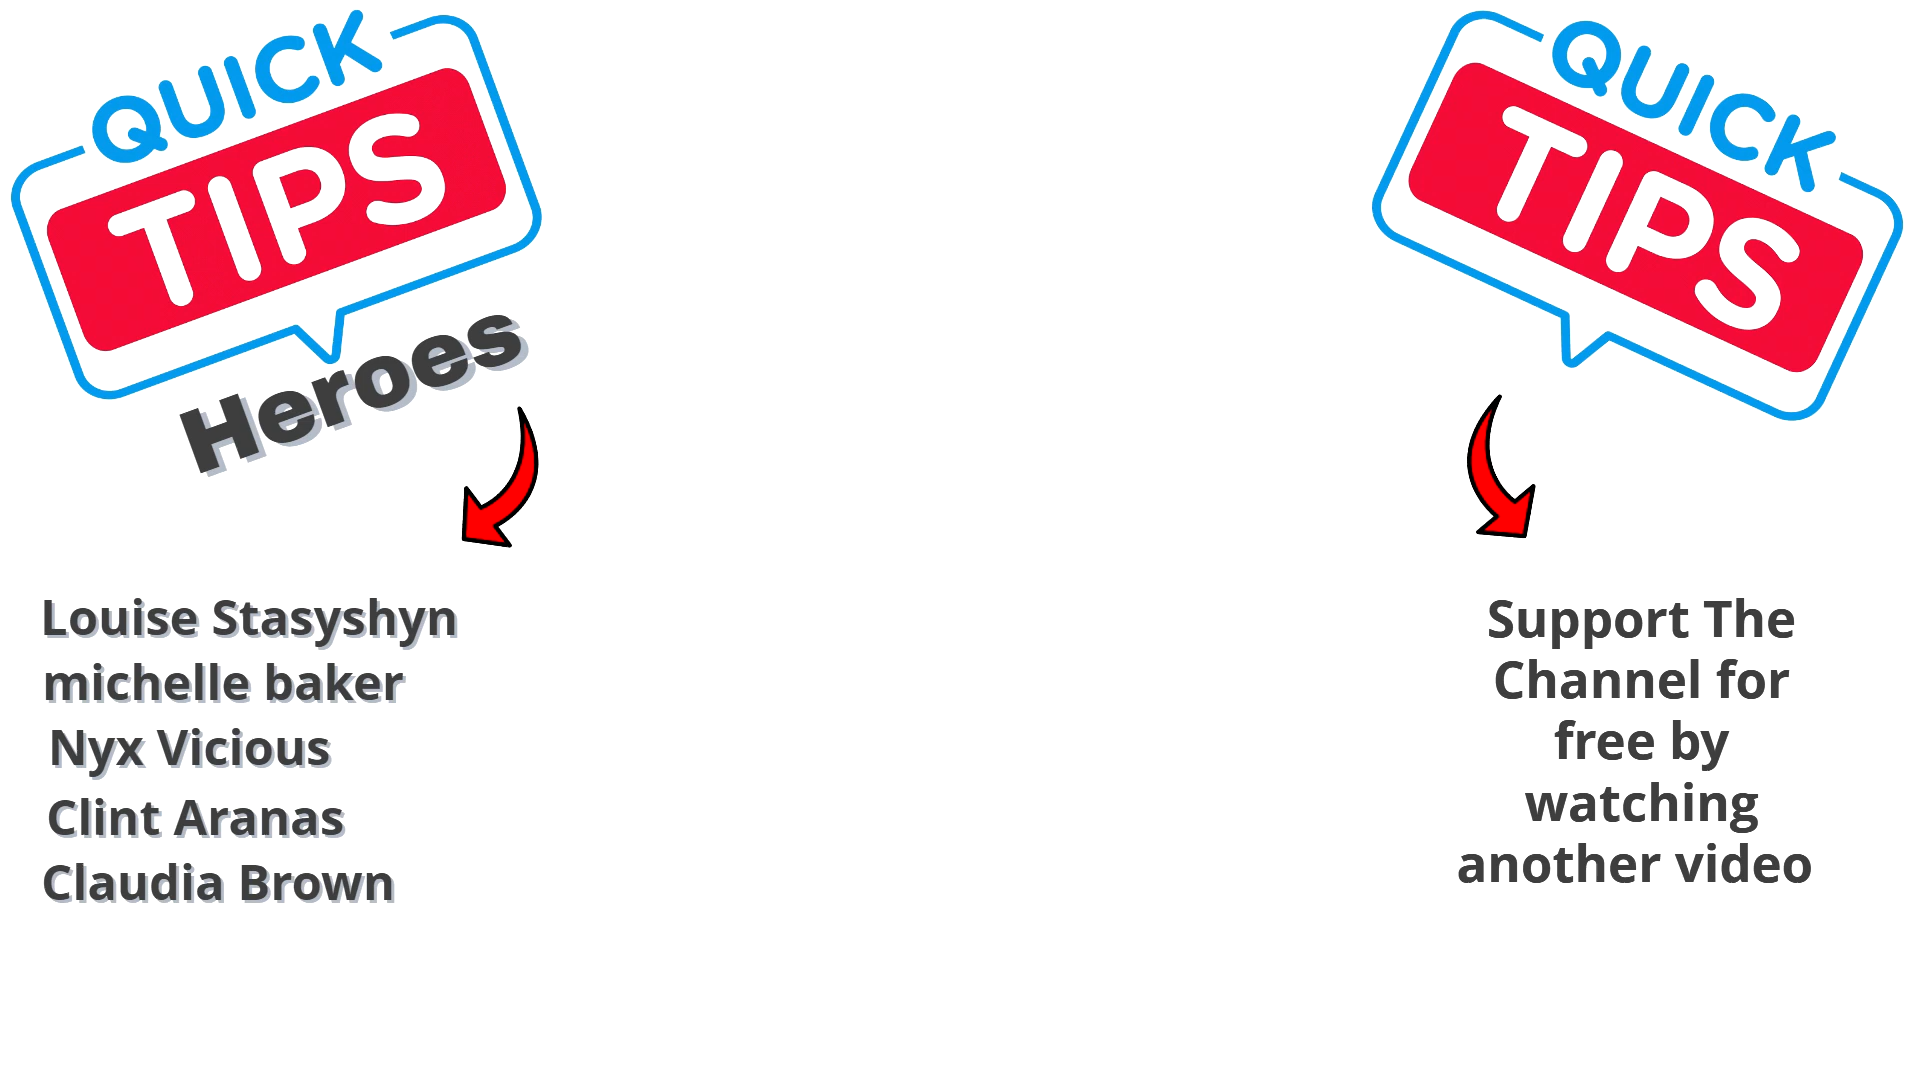 QUICK
TIPS
Heroes
Louise Stasyshyn
michelle baker
Nyx Vicious
Clint Aranas
Claudia Brown
QUICK
TIPS
Support The
Channel for
free by
watching
another video